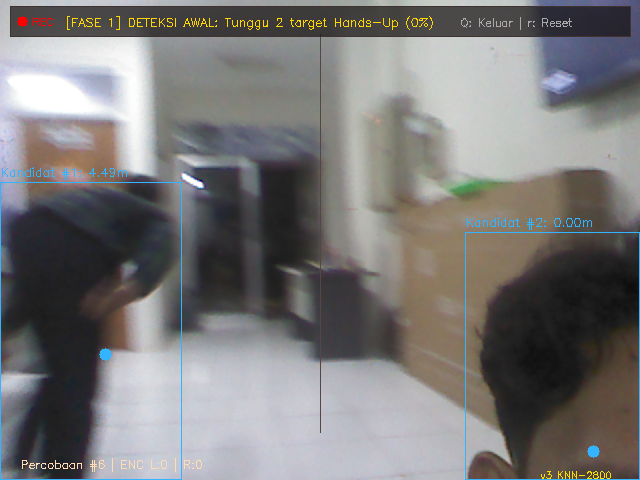 REC [FASE 1] DETEKSI AWAL: Tunggu 2 target Hands-Up (0%) Q: Keluar | r: Reset
Kandidat #1: 4.49m
Kandidat #2: 0.00m
Percobaan #6 | ENC L:0 | R:0
v3 KNN-2800